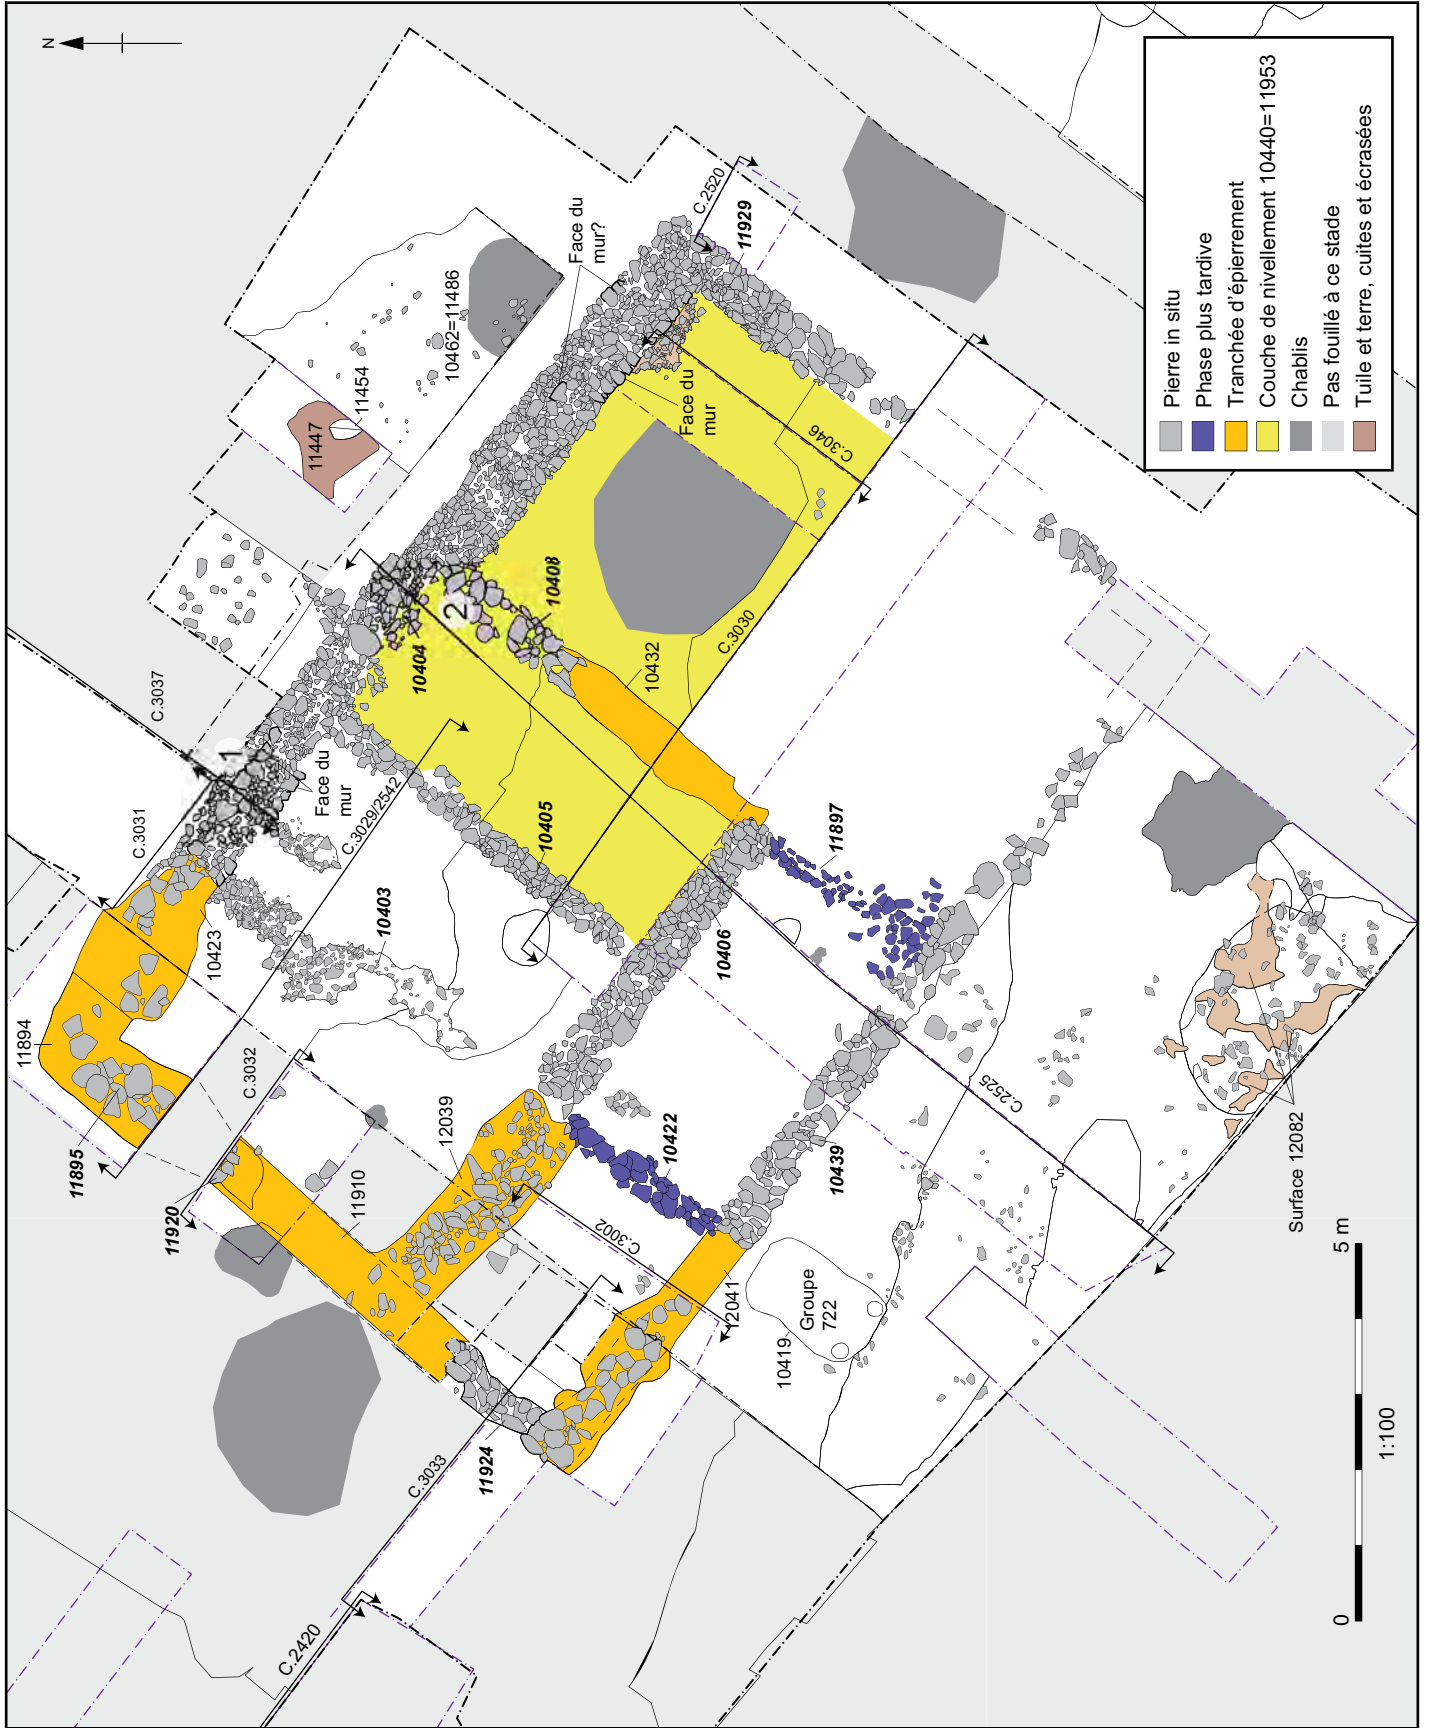 N
C.3037
C.3031
1
Face du
mur
C.3029/2542
11894
10423
10403
11895
C.3032
11920
11910
12039
10422
C.3002
11924
C.3033
C.2420
12041
10419
Groupe
722
10439
10406
10405
10404
2
10408
10432
C.3030
C.3046
11897
C.2525
Surface 12082
11447
11454
10462=11486
Face du
mur?
Face du
mur
C.2520
11929
Pierre in situ
Phase plus tardive
Tranchée d'épierrement
Couche de nivellement 10440=11953
Chablis
Pas fouillé à ce stade
Tuile et terre, cuites et écrasées
0
5 m
1:100